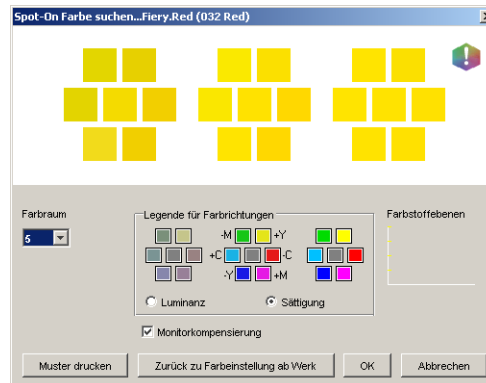 Spot-On Farbe suchen...Fiery.Red (032 Red)
Farbraum
5
Legende für Farbrichtungen
-M +Y
+C -C
-Y +M
Luminanz
Sättigung
Farbstoffebenen
Monitorkompensierung
Muster drucken
Zurück zu Farbeinstellung ab Werk
OK
Abbrechen